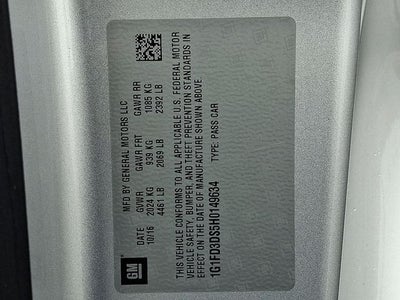 GM
MFD BY GENERAL MOTORS LLC
DATE GVWR GAWR FRT GAWR RR
10/16 2024 KG 939 KG 1085 KG
4461 LB 2069 LB 2392 LB
THIS VEHICLE CONFORMS TO ALL APPLICABLE U.S. FEDERAL MOTOR
VEHICLE SAFETY, BUMPER, AND THEFT PREVENTION STANDARDS IN
EFFECT ON THE DATE OF MANUFACTURE SHOWN ABOVE.
1G1FD3DS5H0149634 TYPE: PASS CAR